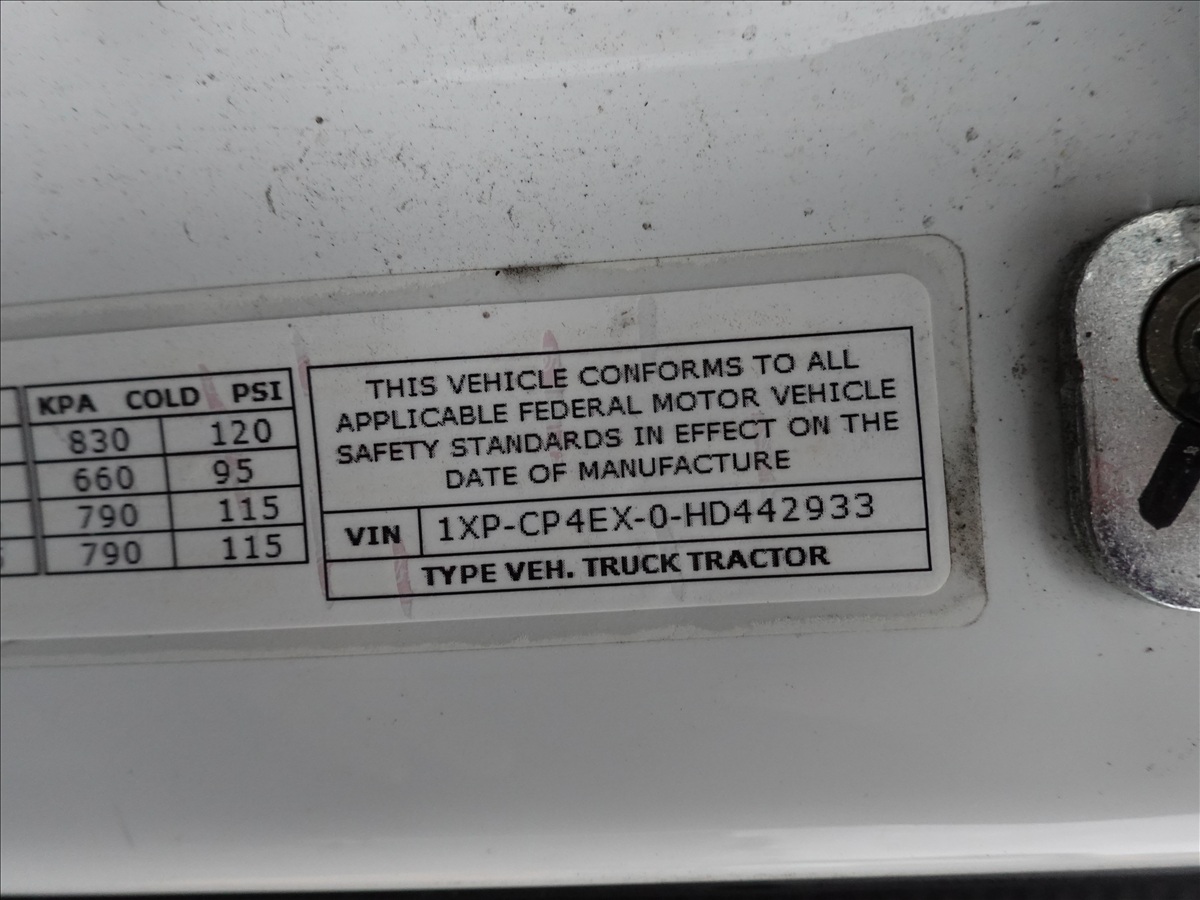 KPA COLD PSI
830 120
660 95
790 115
790 115
THIS VEHICLE CONFORMS TO ALL
APPLICABLE FEDERAL MOTOR VEHICLE
SAFETY STANDARDS IN EFFECT ON THE
DATE OF MANUFACTURE
VIN 1XP-CP4EX-0-HD442933
TYPE VEH. TRUCK TRACTOR